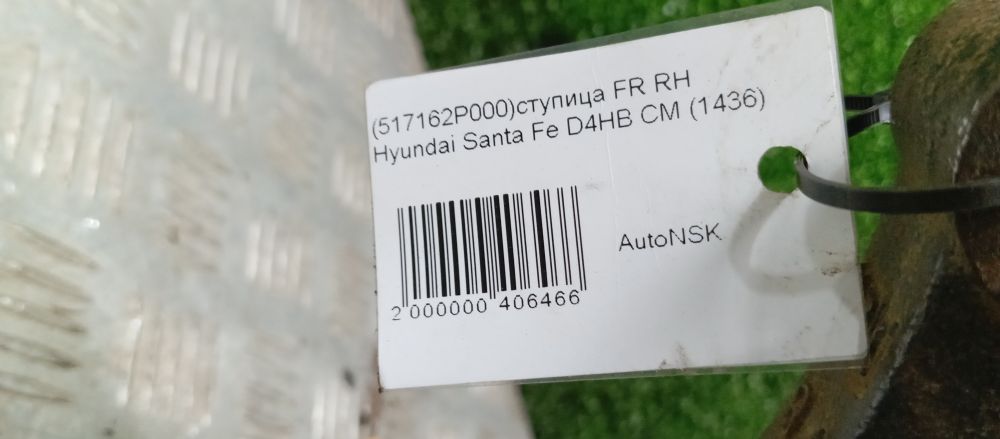 (517162P000)ступица FR RH
Hyundai Santa Fe D4HB CM (1436)
AutoNSK
2 000000 406466